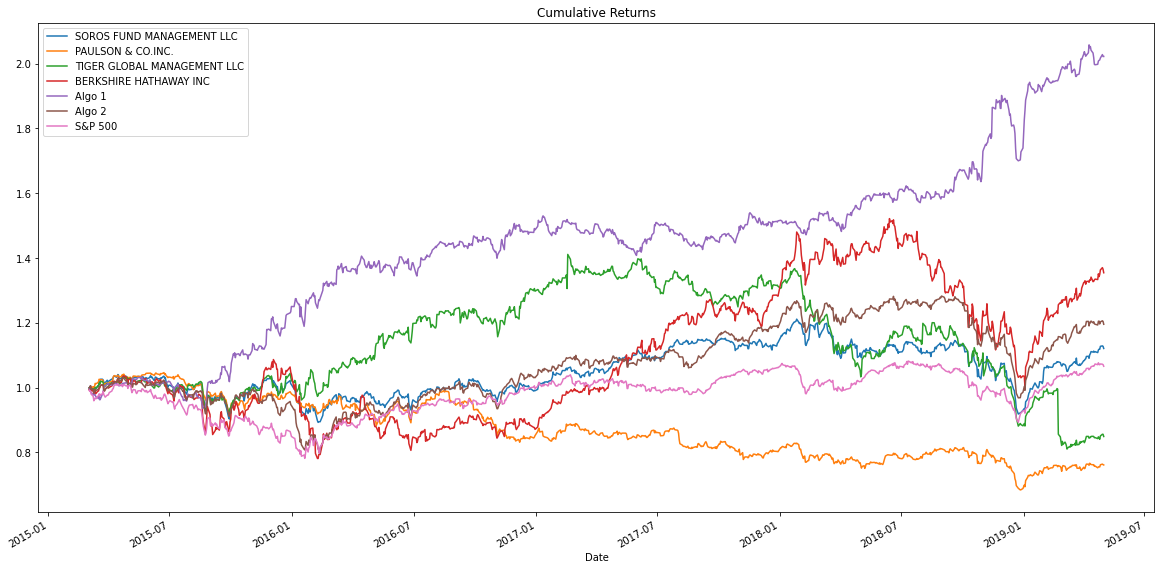 Cumulative Returns
SOROS FUND MANAGEMENT LLC
PAULSON & CO.INC.
TIGER GLOBAL MANAGEMENT LLC
BERKSHIRE HATHAWAY INC
Algo 1
Algo 2
S&P 500
2.0
1.8
1.6
1.4
1.2
1.0
0.8
2015-01
2015-07
2016-01
2016-07
2017-01
2017-07
2018-01
2018-07
2019-01
2019-07
Date